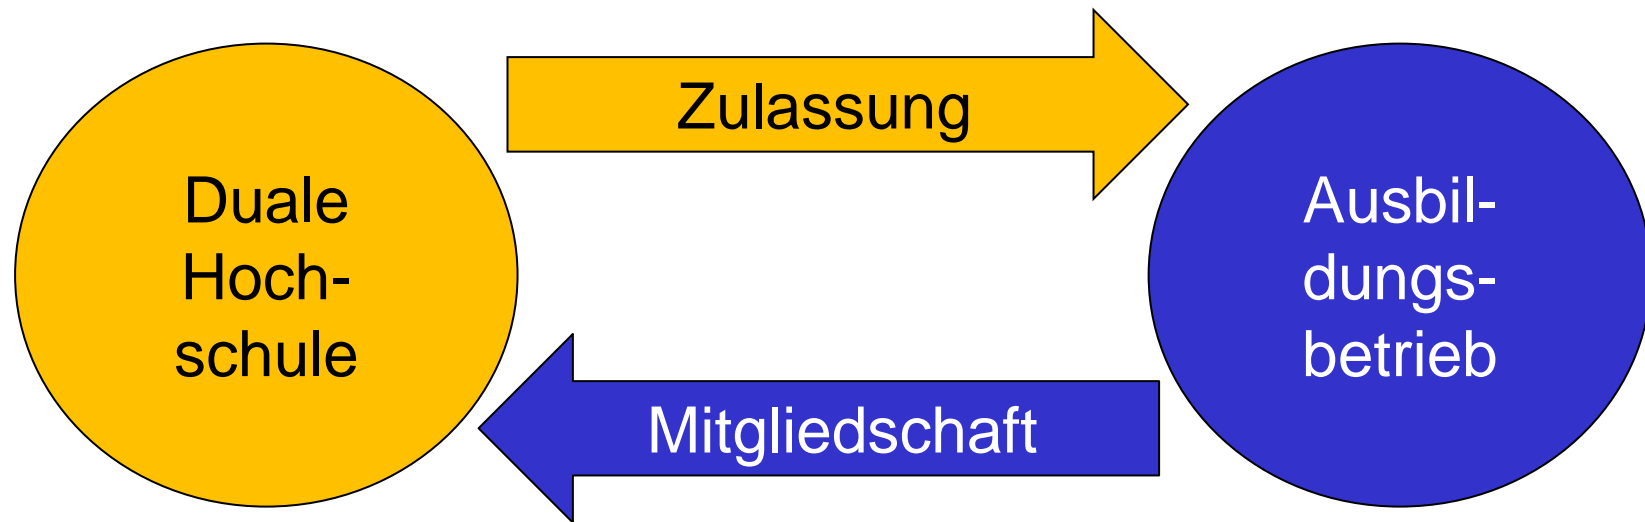 Zulassung
Duale
Hoch-
schule
Ausbil-
dungs-
betrieb
Mitgliedschaft